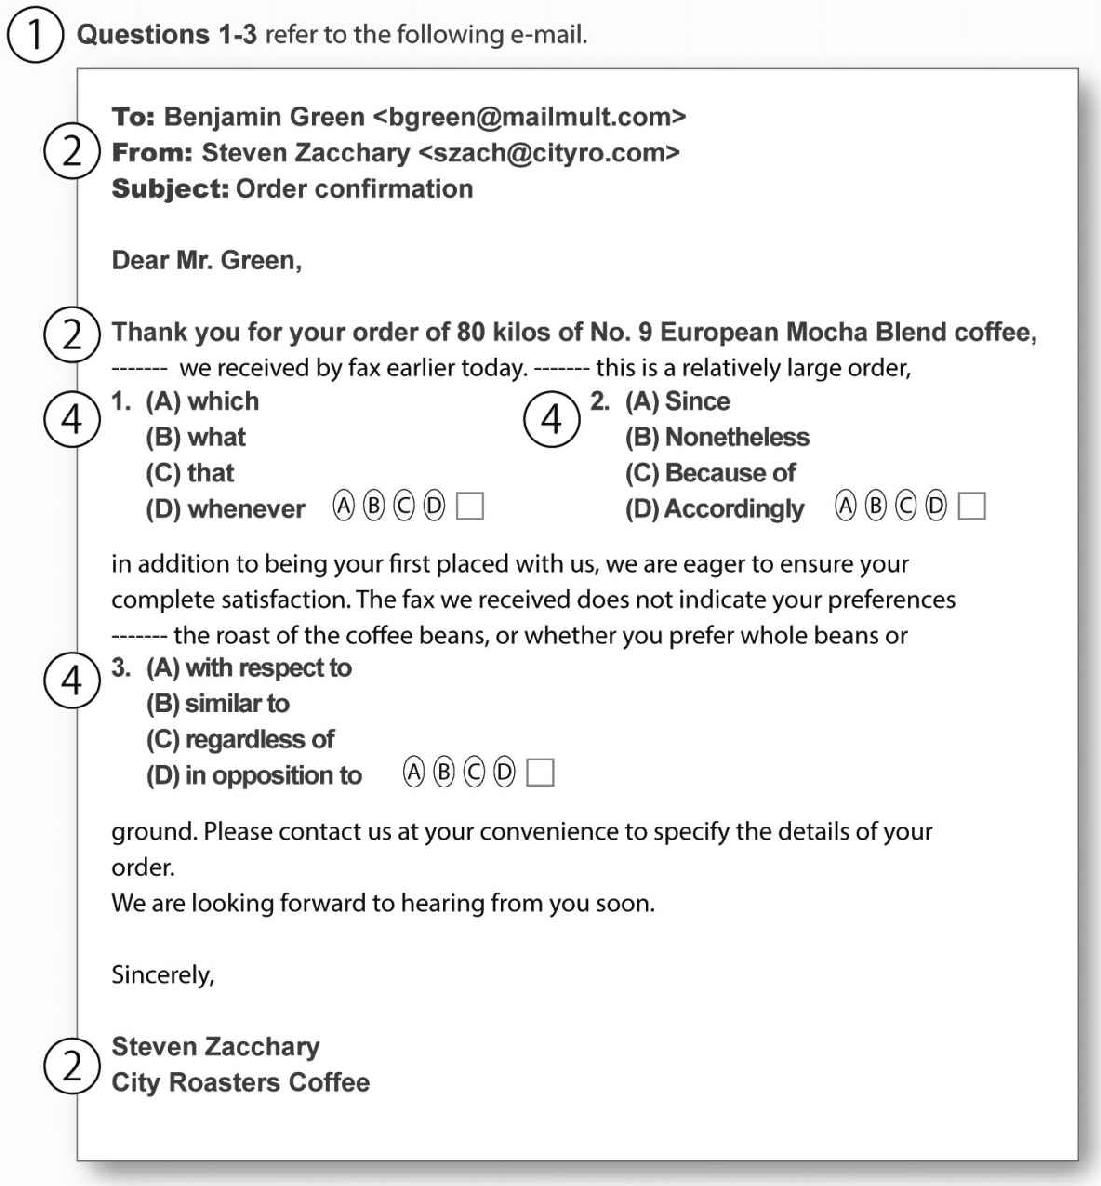 1 Questions 1-3 refer to the following e-mail.
To: Benjamin Green <bgreen@mailmult.com>
2 From: Steven Zacchary <szach@cityro.com>
Subject: Order confirmation
Dear Mr. Green,
2 Thank you for your order of 80 kilos of No. 9 European Mocha Blend coffee,
------- we received by fax earlier today. ------- this is a relatively large order,
4 1. (A) which
(B) what
(C) that
(D) whenever A B C D
4 2. (A) Since
(B) Nonetheless
(C) Because of
(D) Accordingly A B C D
in addition to being your first placed with us, we are eager to ensure your
complete satisfaction. The fax we received does not indicate your preferences
------- the roast of the coffee beans, or whether you prefer whole beans or
4 3. (A) with respect to
(B) similar to
(C) regardless of
(D) in opposition to A B C D
ground. Please contact us at your convenience to specify the details of your
order.
We are looking forward to hearing from you soon.
Sincerely,
2 Steven Zacchary
City Roasters Coffee